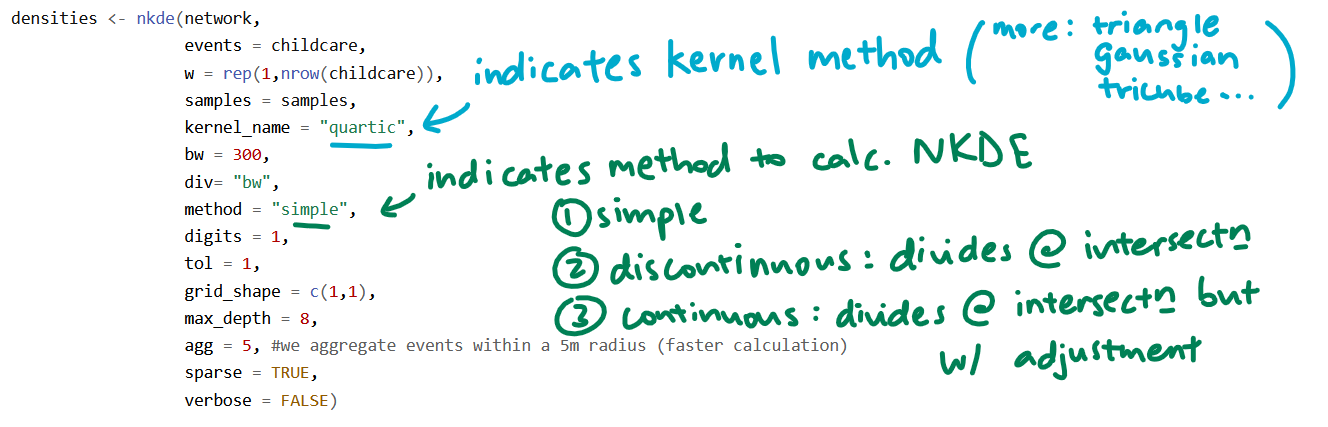 densities <- nkde(network,
events = childcare,
w = rep(1,nrow(childcare)),
samples = samples,
kernel_name = "quartic",
bw = 300,
div= "bw",
method = "simple",
digits = 1,
tol = 1,
grid_shape = c(1,1),
max_depth = 8,
agg = 5, #we aggregate events within a 5m radius (faster calculation)
sparse = TRUE,
verbose = FALSE)
indicates kernel method (more: triangle
gaussian
tricube ...)
indicates method to calc. NKDE
① simple
② discontinuous : divides @ intersectn
③ continuous : divides @ intersectn but
w/ adjustment